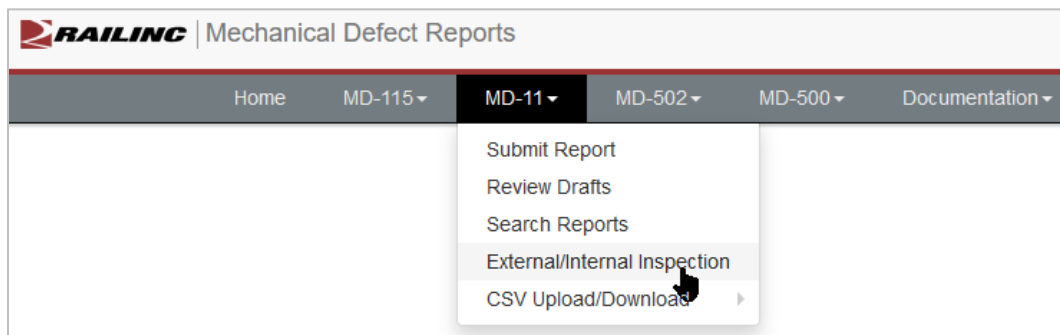 RAILINC Mechanical Defect Reports
Home MD-115 MD-11 MD-502 MD-500 Documentation
Submit Report
Review Drafts
Search Reports
External/Internal Inspection
CSV Upload/Download